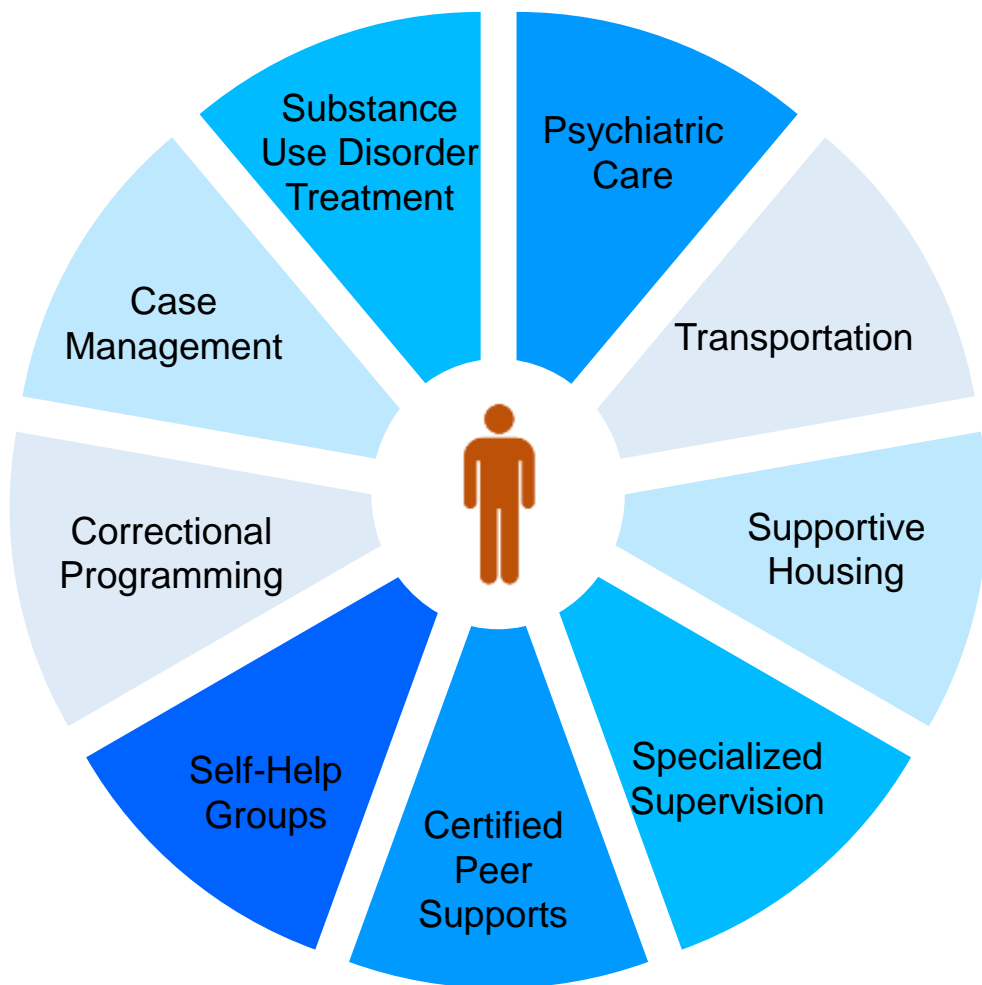 Substance
Use Disorder
Treatment
Psychiatric
Care
Transportation
Supportive
Housing
Specialized
Supervision
Certified
Peer
Supports
Self-Help
Groups
Correctional
Programming
Case
Management